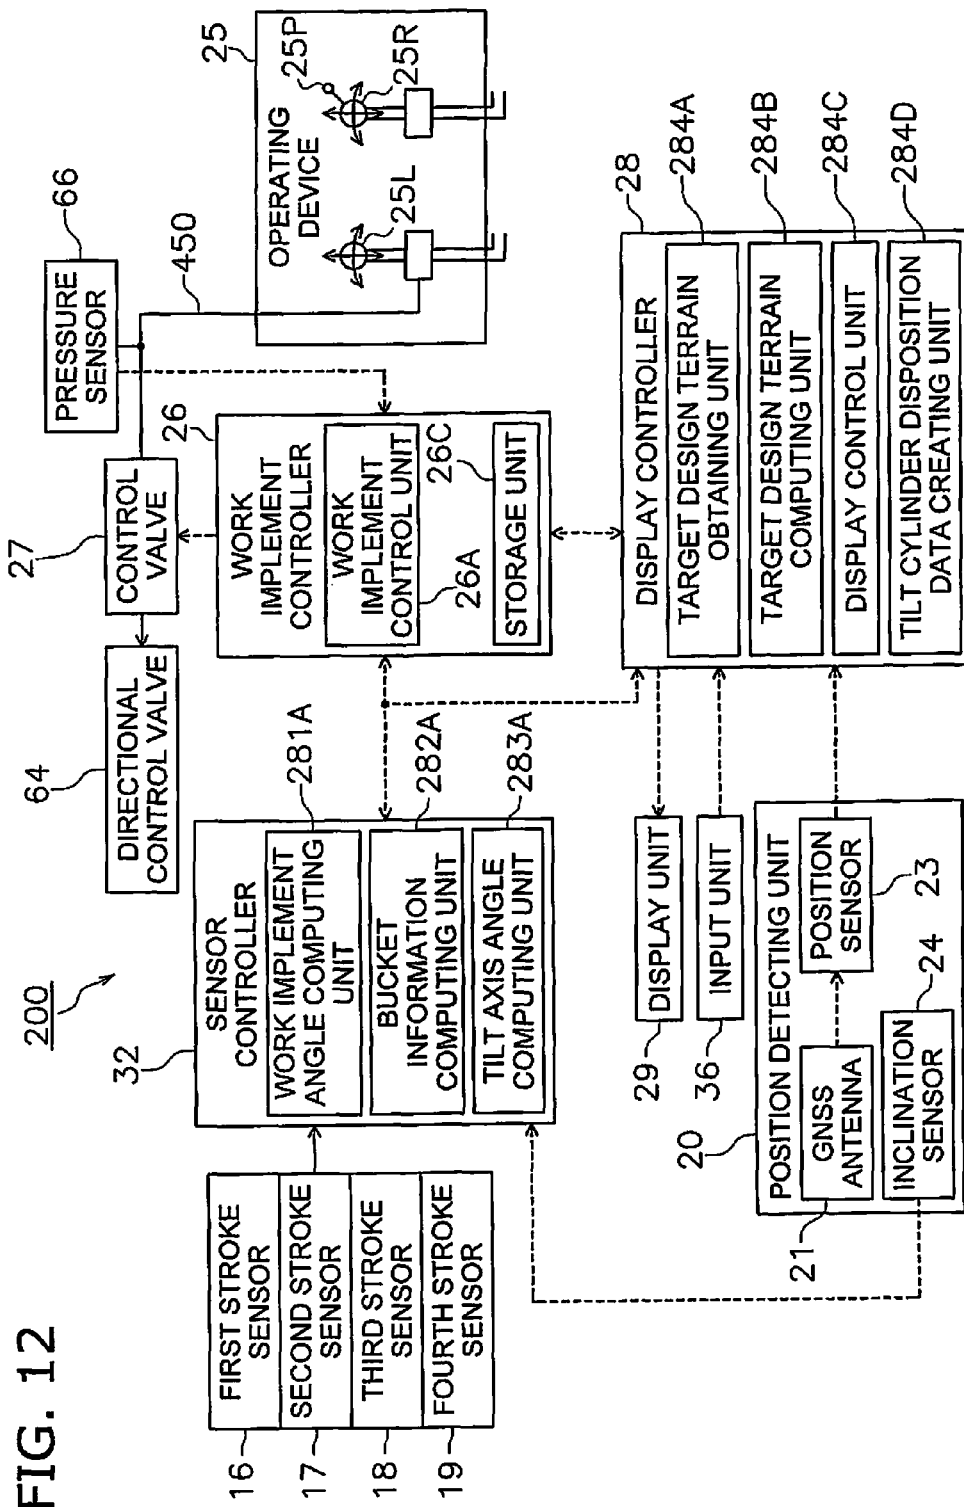 FIG. 12
200
FIRST STROKE
SENSOR
16
SECOND STROKE
SENSOR
17
THIRD STROKE
SENSOR
18
FOURTH STROKE
SENSOR
19
32
SENSOR
CONTROLLER
WORK IMPLEMENT
ANGLE COMPUTING
UNIT
281A
BUCKET
INFORMATION
COMPUTING UNIT
282A
TILT AXIS ANGLE
COMPUTING UNIT
283A
64
DIRECTIONAL
CONTROL VALVE
27
CONTROL
VALVE
66
PRESSURE
SENSOR
450
26
WORK
IMPLEMENT
CONTROLLER
WORK
IMPLEMENT
CONTROL UNIT
26A
26C
STORAGE UNIT
25
OPERATING
DEVICE
25L
25P
25R
20
POSITION DETECTING UNIT
GNSS
ANTENNA
21
POSITION
SENSOR
23
INCLINATION
SENSOR
24
29
DISPLAY UNIT
36
INPUT UNIT
28
DISPLAY CONTROLLER
TARGET DESIGN TERRAIN
OBTAINING UNIT
284A
TARGET DESIGN TERRAIN
COMPUTING UNIT
284B
DISPLAY CONTROL UNIT
284C
TILT CYLINDER DISPOSITION
DATA CREATING UNIT
284D